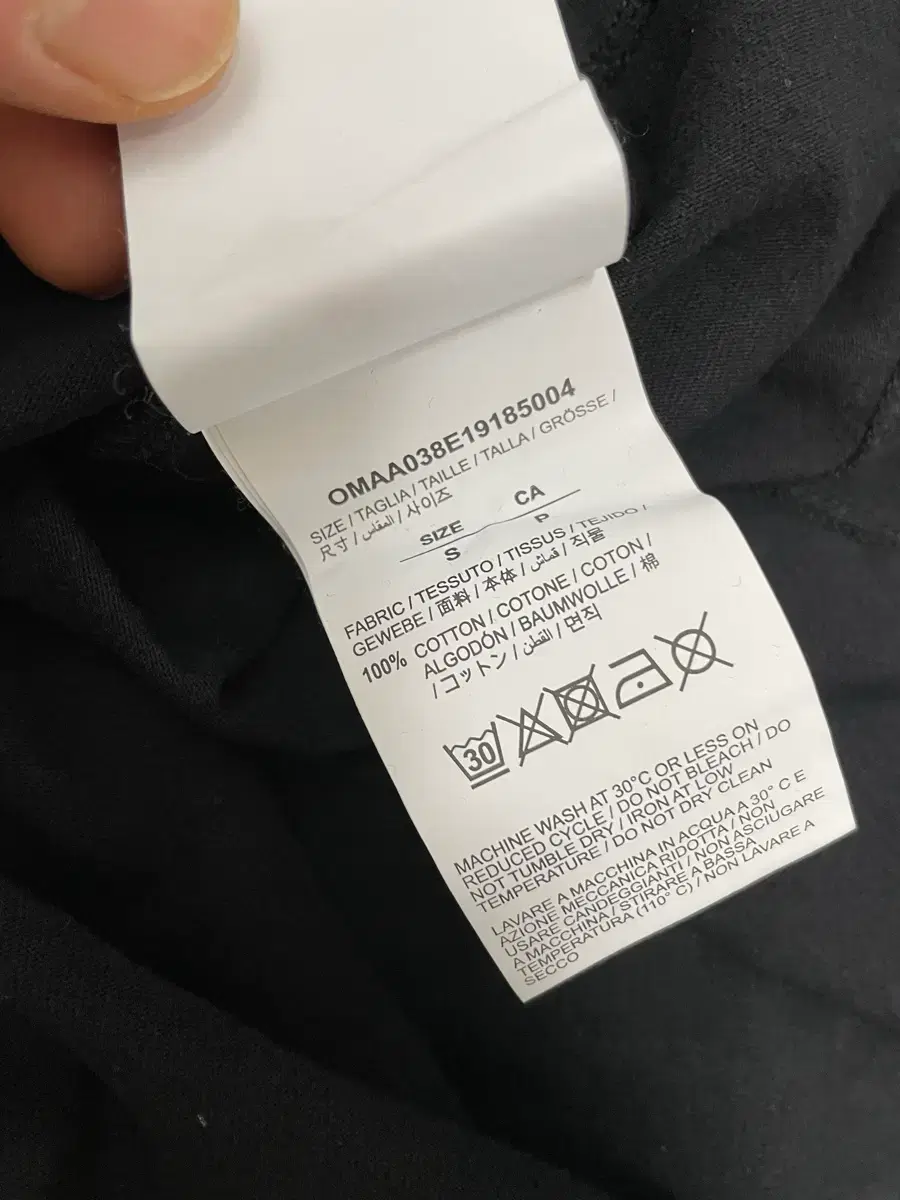 OMAA038E19185004
SIZE / TAGLIA / TAILLE / TALLA / GRÖSSE /
尺寸 / المقاس / 사이즈
SIZE CA
S P
FABRIC / TESSUTO / TISSUS / TEJIDO /
GEWEBE / 面料 / 本体 / قماش / 직물
100% COTTON / COTONE / COTON /
ALGODÓN / BAUMWOLLE / 棉
/ コットン / القطن / 면직
30
MACHINE WASH AT 30°C OR LESS ON
REDUCED CYCLE / DO NOT BLEACH / DO
NOT TUMBLE DRY / IRON AT LOW
TEMPERATURE / DO NOT DRY CLEAN
LAVARE A MACCHINA IN ACQUA A 30° C E
AZIONE MECCANICA RIDOTTA / NON
USARE CANDEGGIANTI / NON ASCIUGARE
A MACCHINA / STIRARE A BASSA
TEMPERATURA (110° C) / NON LAVARE A
SECCO